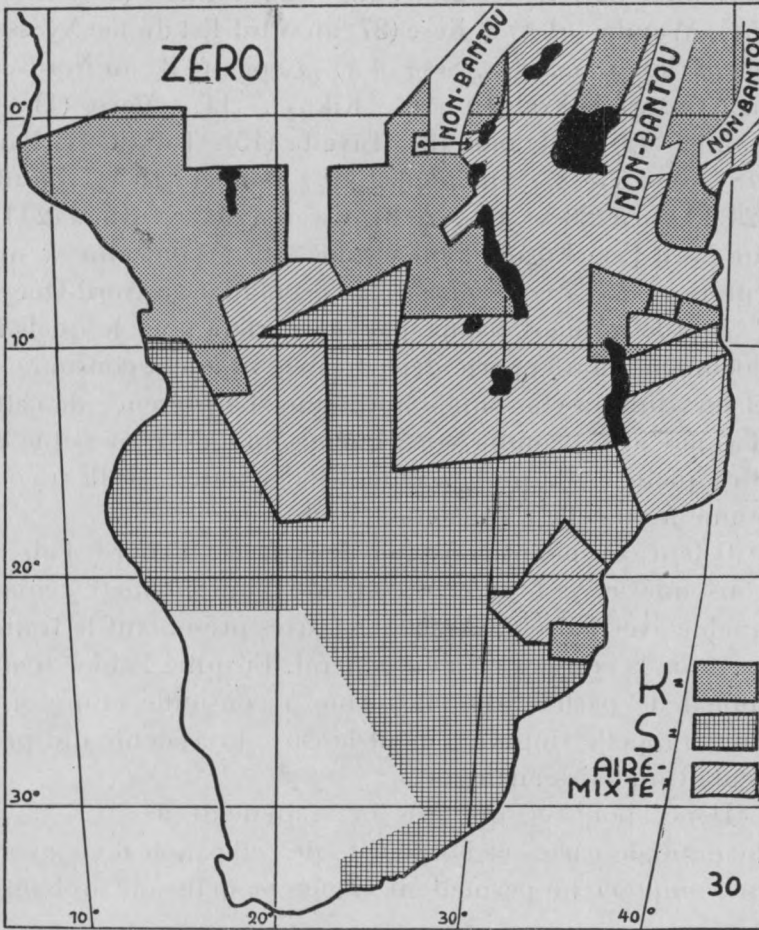 ZERO
NON-BANTOU
NON-BANTOU
NON-BANTOU
0°
10°
20°
30°
K=
S=
AIRE-
MIXTE=
30
10°
20°
30°
40°